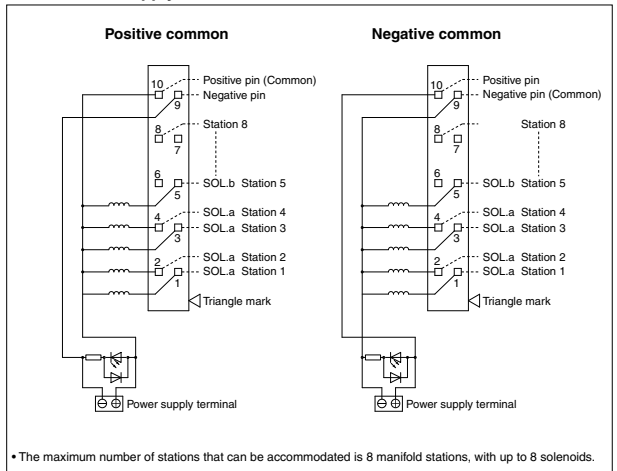 Positive common
10
Positive pin (Common)
9
Negative pin
8
Station 8
7
6
5
SOL.b Station 5
4
SOL.a Station 4
3
SOL.a Station 3
2
SOL.a Station 2
1
SOL.a Station 1
Triangle mark
⊖ ⊕ Power supply terminal
Negative common
10
Positive pin
9
Negative pin (Common)
8
Station 8
7
6
5
SOL.b Station 5
4
SOL.a Station 4
3
SOL.a Station 3
2
SOL.a Station 2
1
SOL.a Station 1
Triangle mark
⊖ ⊕ Power supply terminal
• The maximum number of stations that can be accommodated is 8 manifold stations, with up to 8 solenoids.